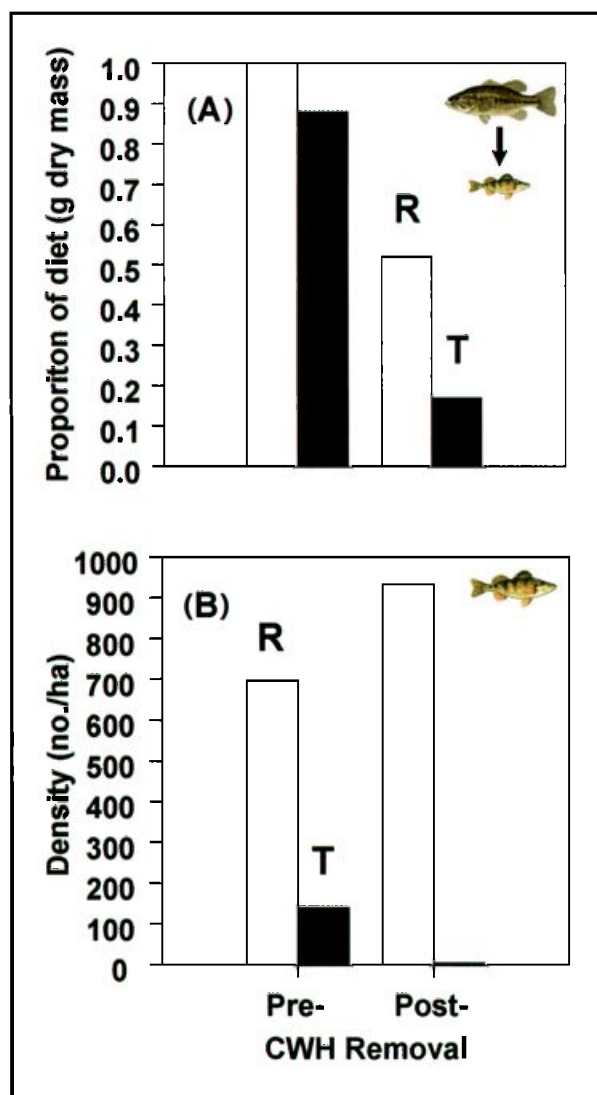 Proporiton of diet (g dry mass)
1.0
0.9
0.8
0.7
0.6
0.5
0.4
0.3
0.2
0.1
0.0
(A)
R
T
Density (no./ha)
1000
900
800
700
600
500
400
300
200
100
0
(B)
R
T
Pre- Post-
CWH Removal